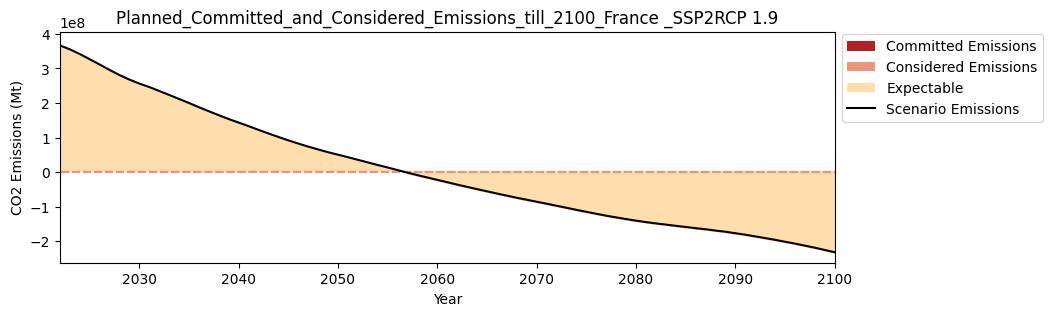 Planned_Committed_and_Considered_Emissions_till_2100_France _SSP2RCP 1.9
1e8
4
3
2
1
0
−1
−2
CO2 Emissions (Mt)
2030 2040 2050 2060 2070 2080 2090 2100
Year
Committed Emissions
Considered Emissions
Expectable
Scenario Emissions